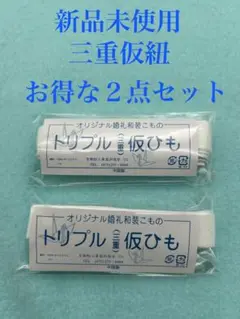 新品未使用
三重仮紐
お得な２点セット
オリジナル婚礼和装こもの
トリプル(三重)仮ひも
オリジナル婚礼和装こもの
トリプル(三重)仮ひも